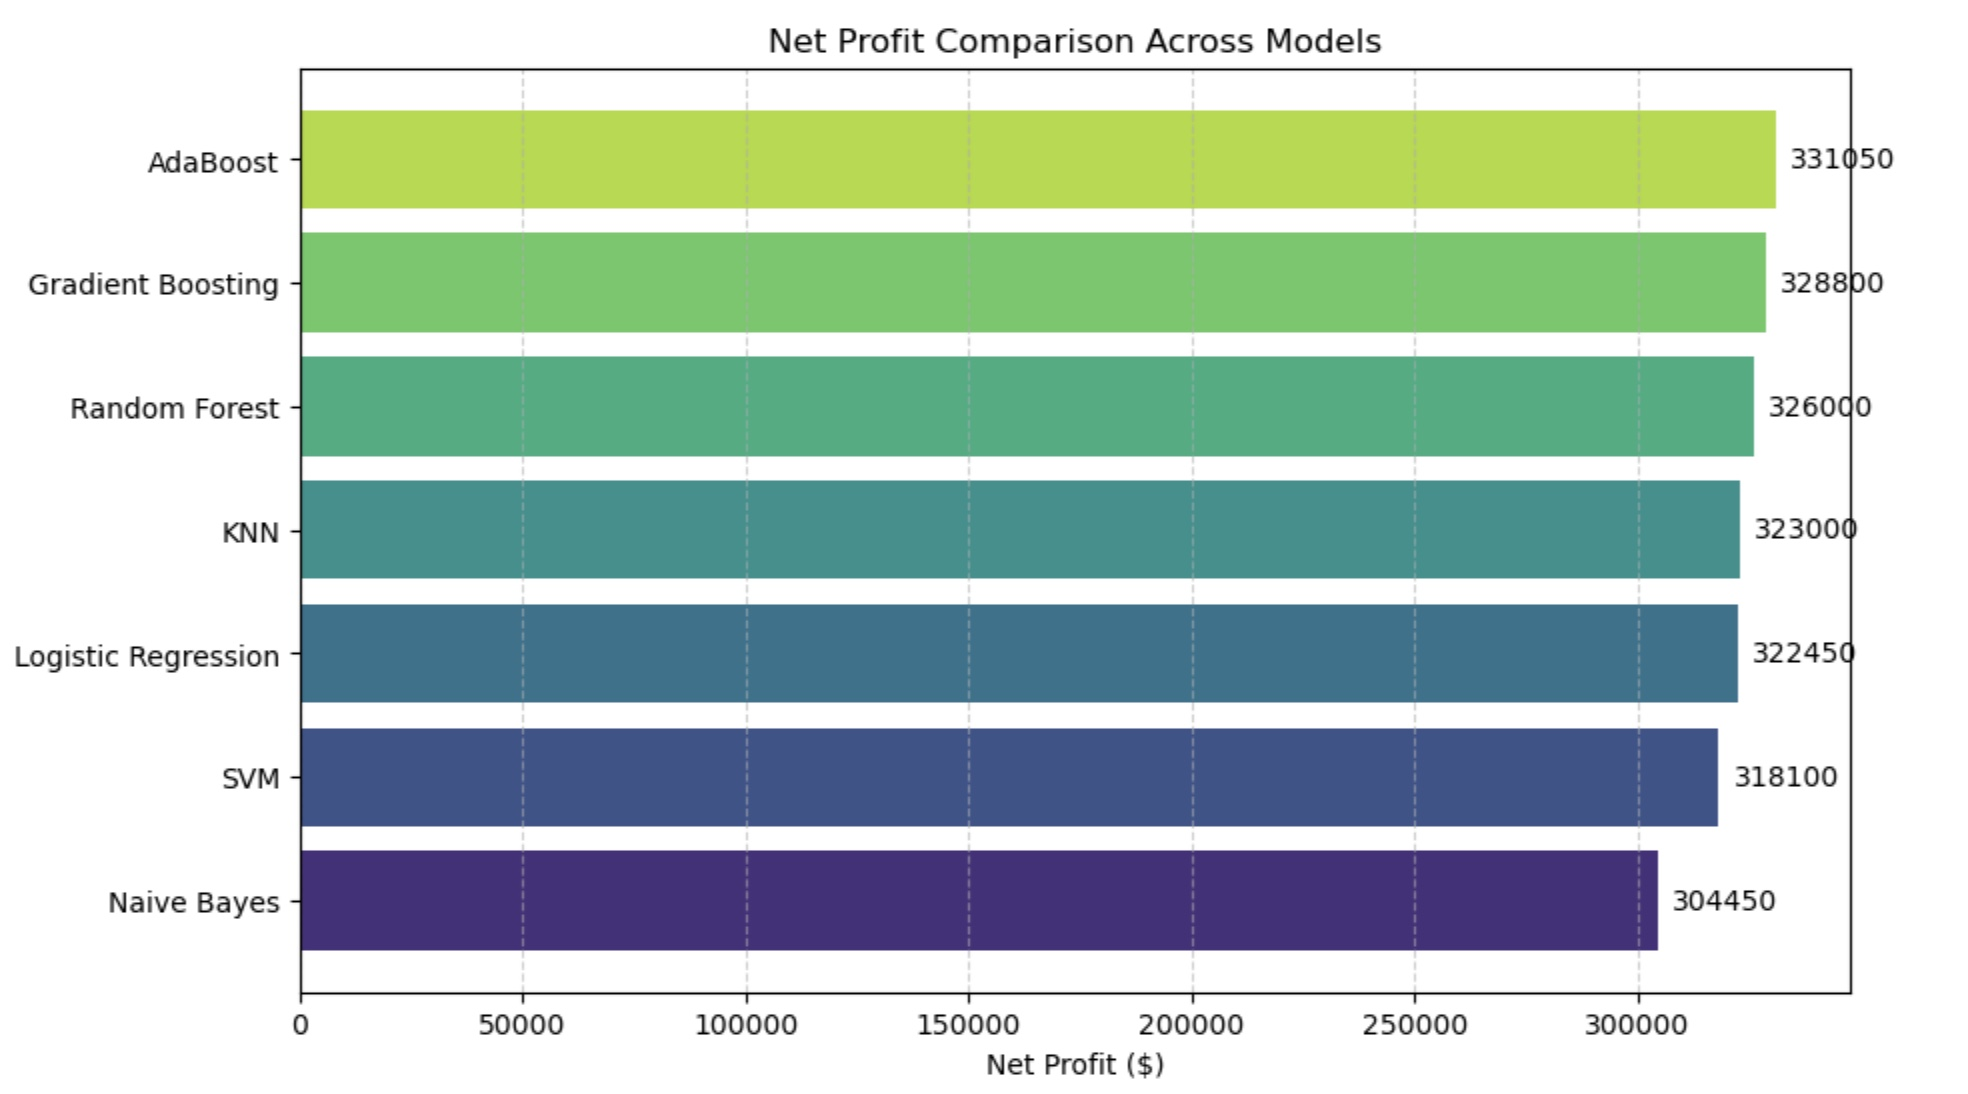 Net Profit Comparison Across Models
AdaBoost 331050
Gradient Boosting 328800
Random Forest 326000
KNN 323000
Logistic Regression 322450
SVM 318100
Naive Bayes 304450
0 50000 100000 150000 200000 250000 300000
Net Profit ($)